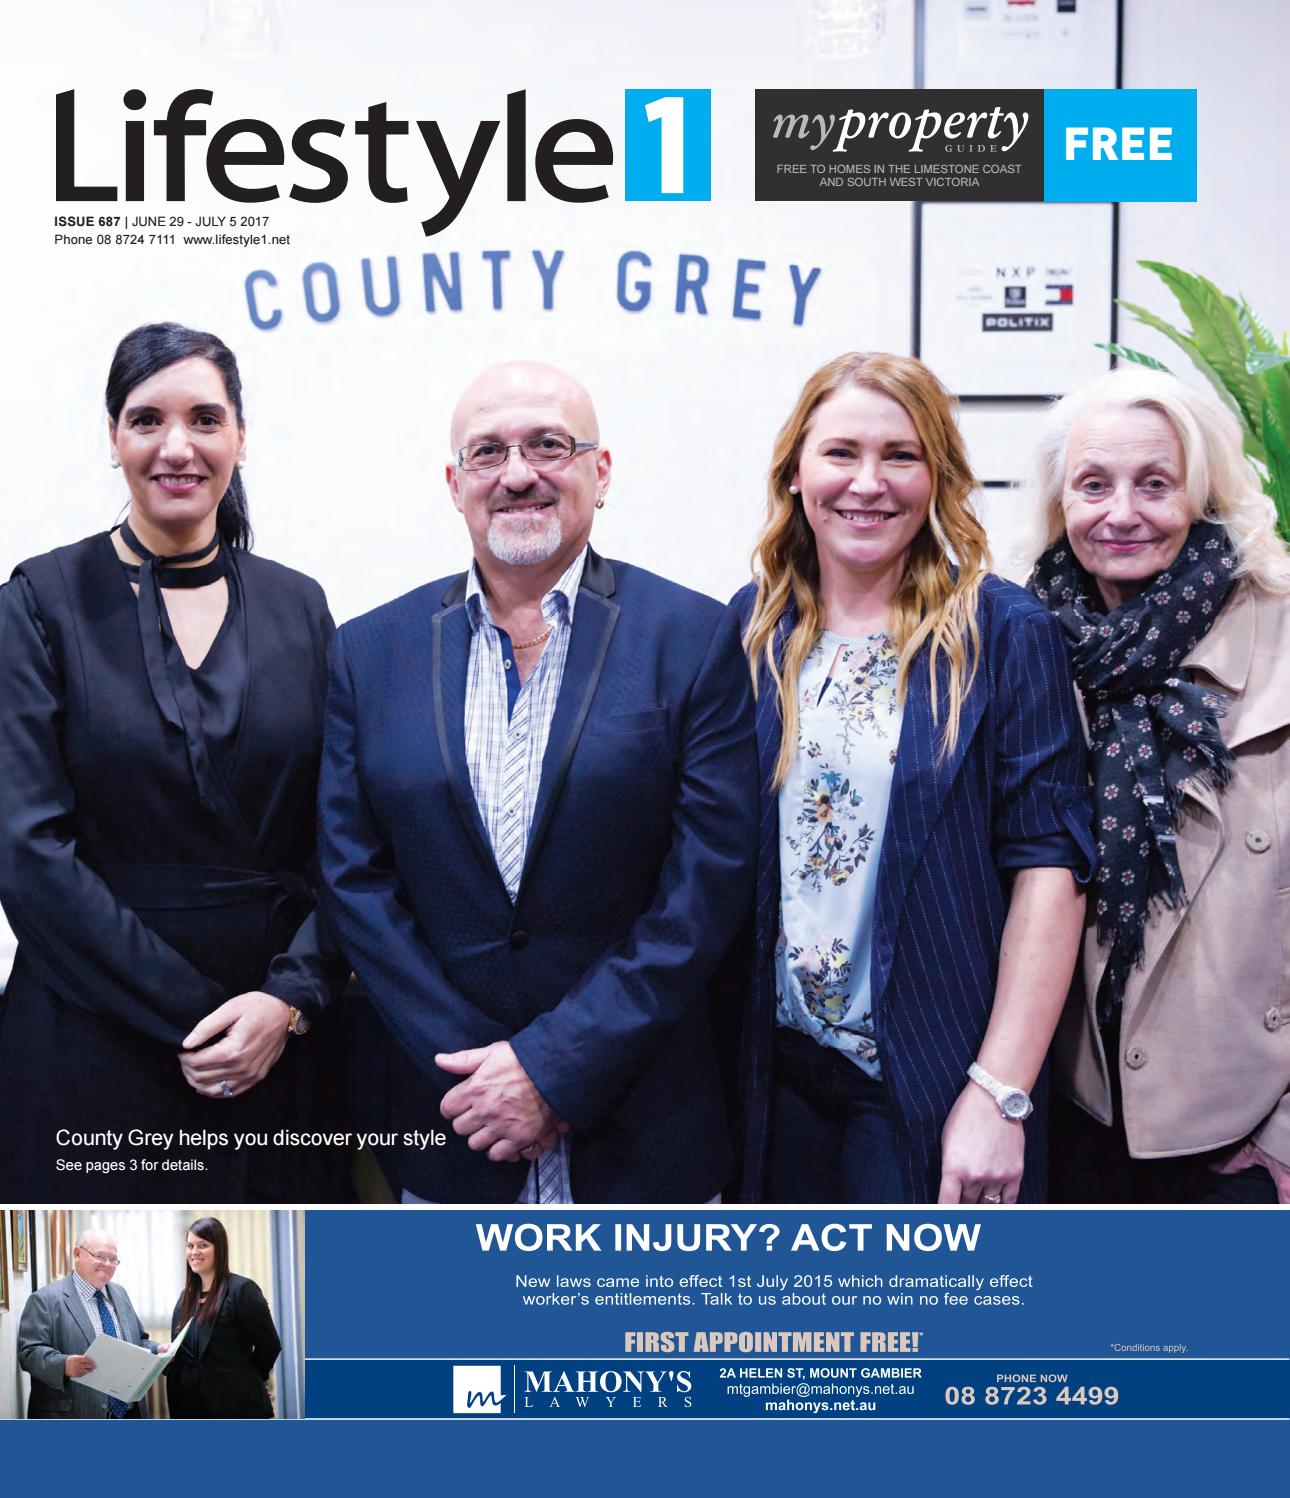 Lifestyle1
myproperty
GUIDE
FREE TO HOMES IN THE LIMESTONE COAST
AND SOUTH WEST VICTORIA
FREE
ISSUE 687 | JUNE 29 - JULY 5 2017
Phone 08 8724 7111 www.lifestyle1.net
COUNTY GREY
NXP
POLITIX
County Grey helps you discover your style
See pages 3 for details.
WORK INJURY? ACT NOW
New laws came into effect 1st July 2015 which dramatically effect
worker's entitlements. Talk to us about our no win no fee cases.
FIRST APPOINTMENT FREE!*
*Conditions apply.
m
MAHONY'S
LAWYERS
2A HELEN ST, MOUNT GAMBIER
mtgambier@mahonys.net.au
mahonys.net.au
PHONE NOW
08 8723 4499